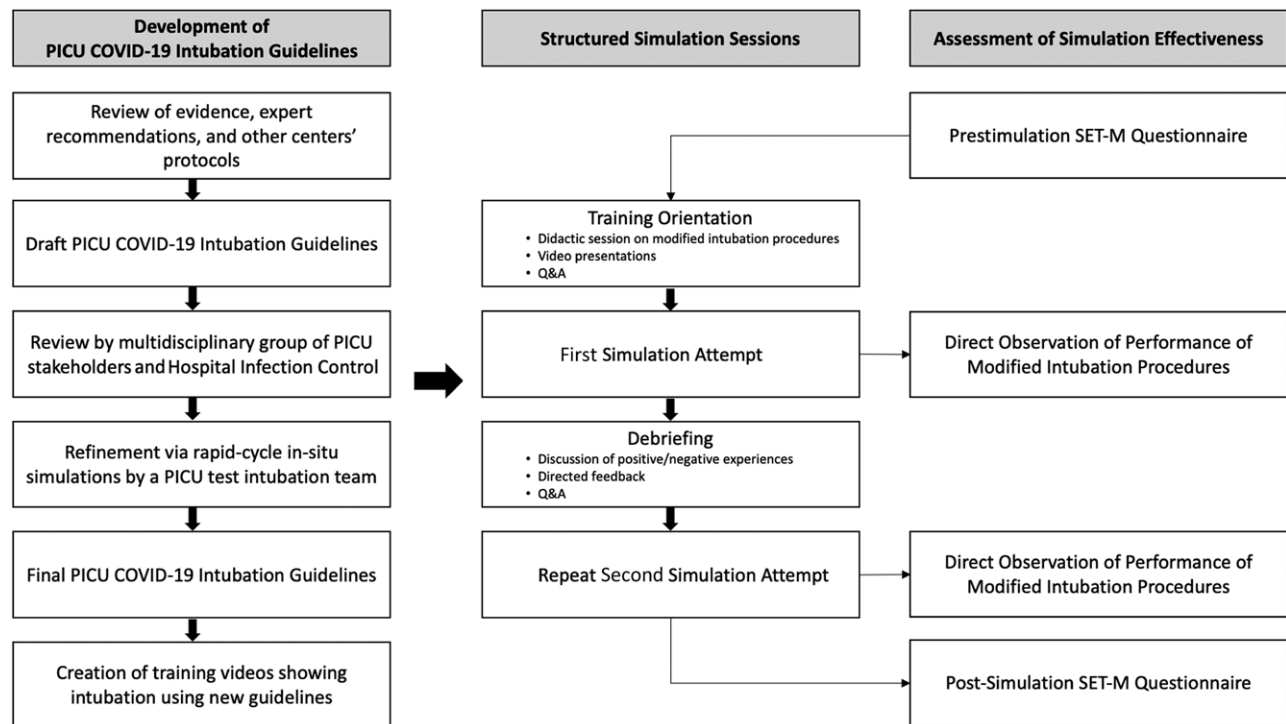 Development of
PICU COVID-19 Intubation Guidelines
Review of evidence, expert
recommendations, and other centers’
protocols
Draft PICU COVID-19 Intubation Guidelines
Review by multidisciplinary group of PICU
stakeholders and Hospital Infection Control
Refinement via rapid-cycle in-situ
simulations by a PICU test intubation team
Final PICU COVID-19 Intubation Guidelines
Creation of training videos showing
intubation using new guidelines
Structured Simulation Sessions
Training Orientation
• Didactic session on modified intubation procedures
• Video presentations
• Q&A
First Simulation Attempt
Debriefing
• Discussion of positive/negative experiences
• Directed feedback
• Q&A
Repeat Second Simulation Attempt
Assessment of Simulation Effectiveness
Prestimulation SET-M Questionnaire
Direct Observation of Performance of
Modified Intubation Procedures
Direct Observation of Performance of
Modified Intubation Procedures
Post-Simulation SET-M Questionnaire